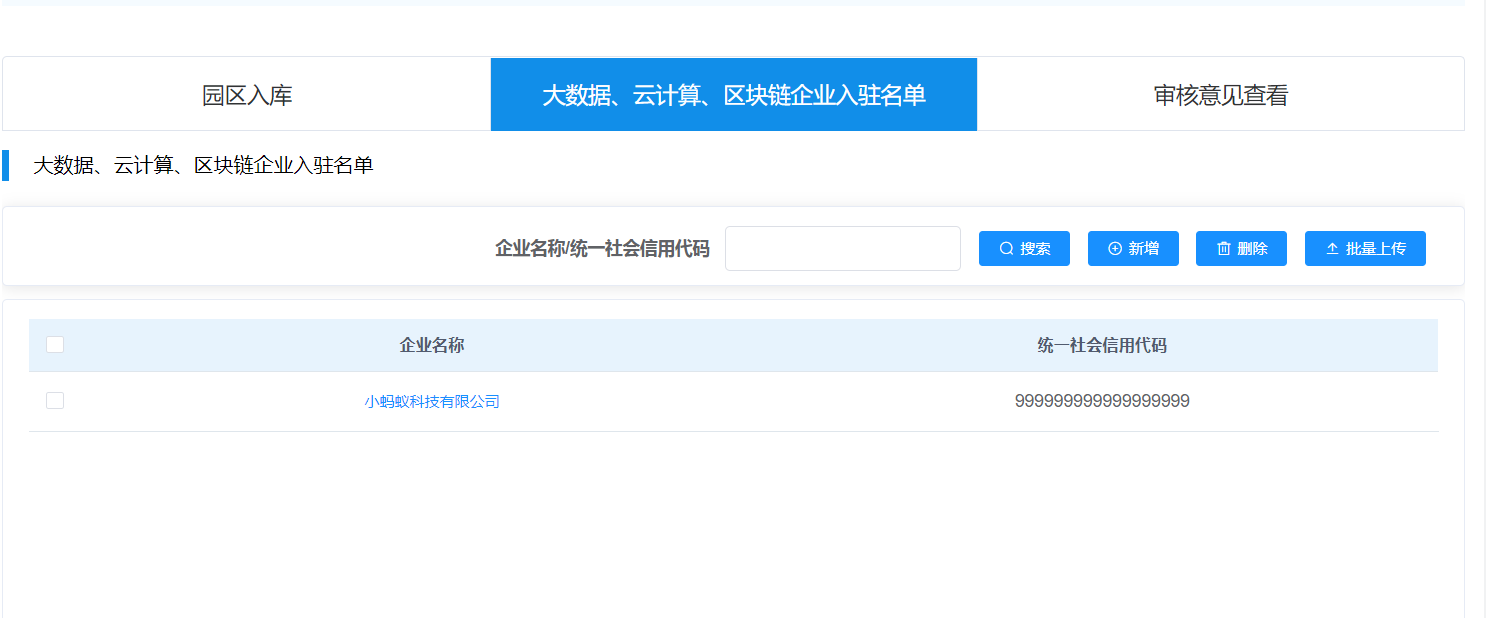 园区入库
大数据、云计算、区块链企业入驻名单
审核意见查看
大数据、云计算、区块链企业入驻名单
企业名称/统一社会信用代码
搜索
新增
删除
批量上传
企业名称
统一社会信用代码
小蚂蚁科技有限公司
999999999999999999